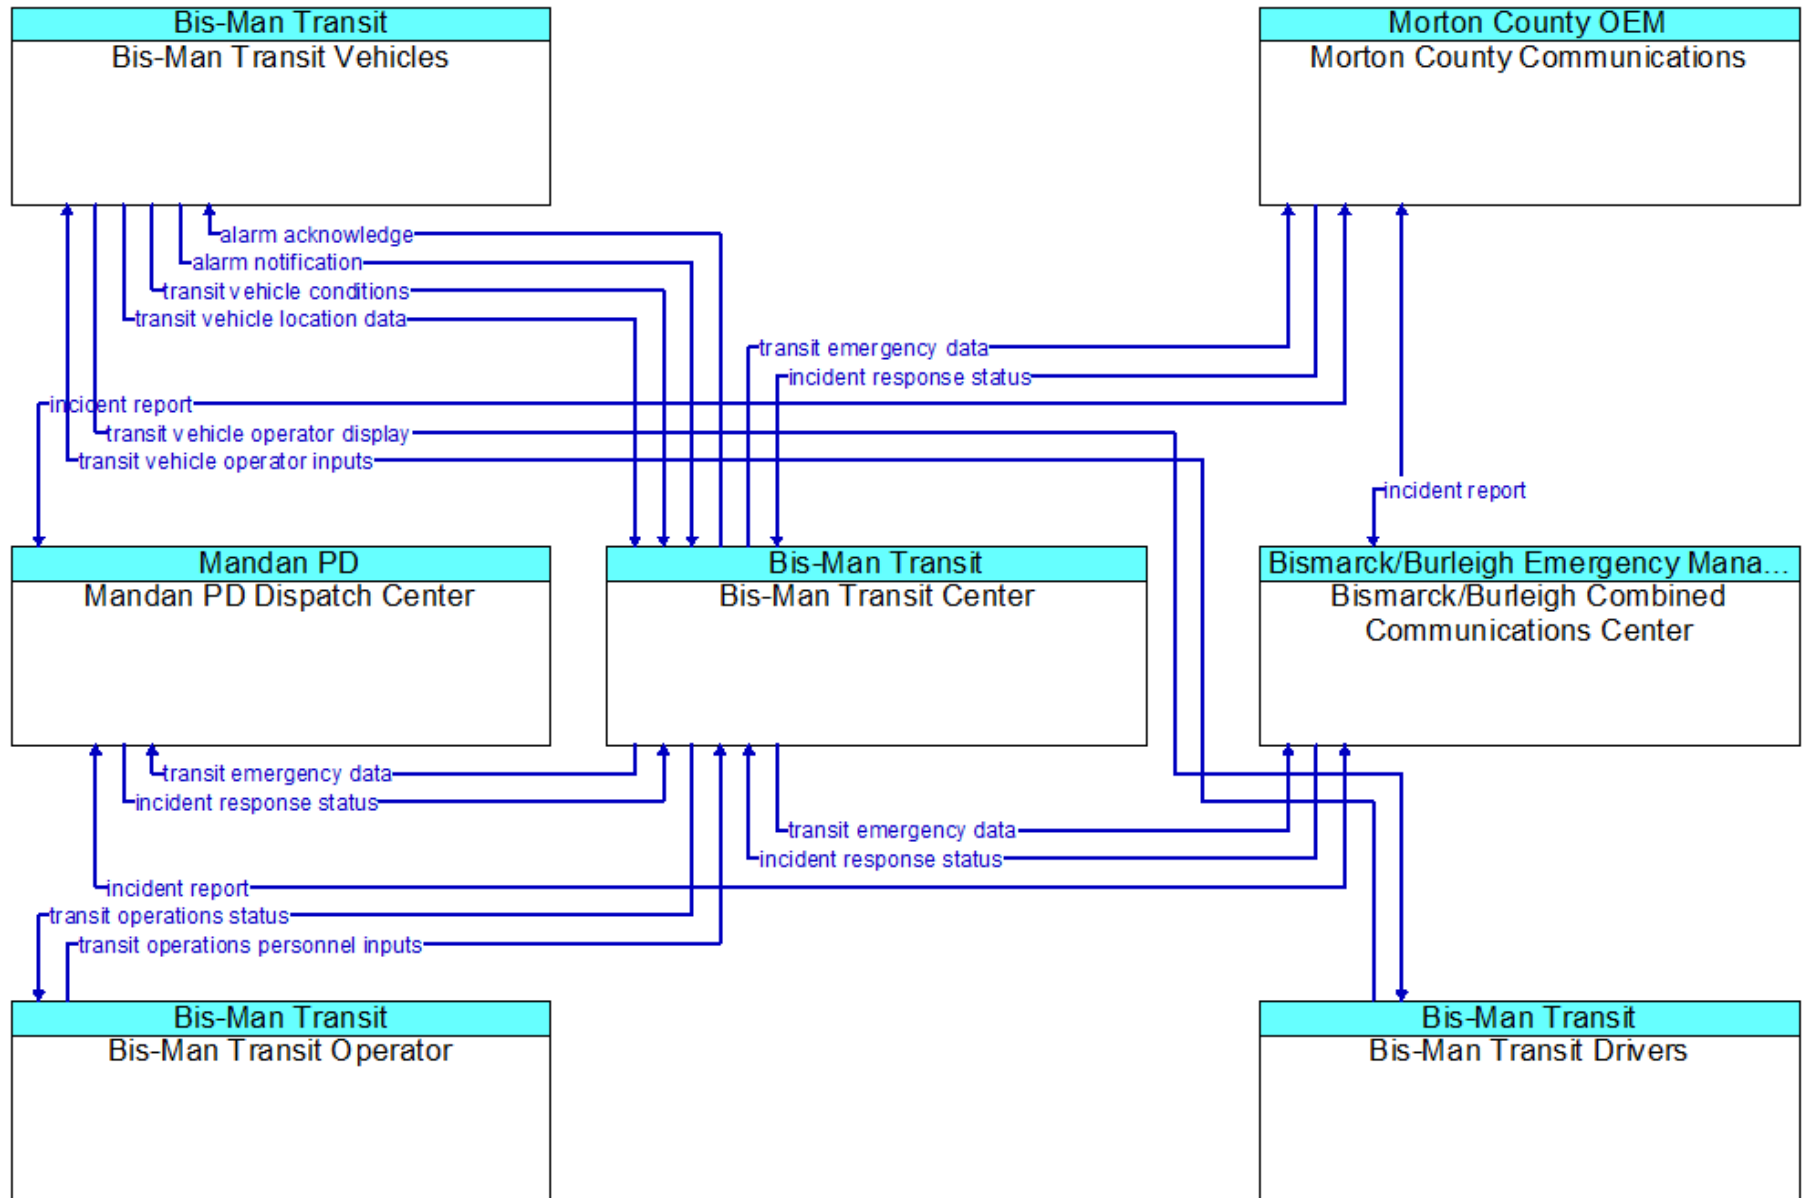 Bis-Man Transit
Bis-Man Transit Vehicles
Morton County OEM
Morton County Communications
alarm acknowledge
alarm notification
transit vehicle conditions
transit vehicle location data
transit emergency data
incident response status
incident report
transit vehicle operator display
transit vehicle operator inputs
incident report
Mandan PD
Mandan PD Dispatch Center
Bis-Man Transit
Bis-Man Transit Center
Bismarck/Burleigh Emergency Mana...
Bismarck/Burleigh Combined
Communications Center
transit emergency data
incident response status
transit emergency data
incident response status
incident report
transit operations status
transit operations personnel inputs
Bis-Man Transit
Bis-Man Transit Operator
Bis-Man Transit
Bis-Man Transit Drivers